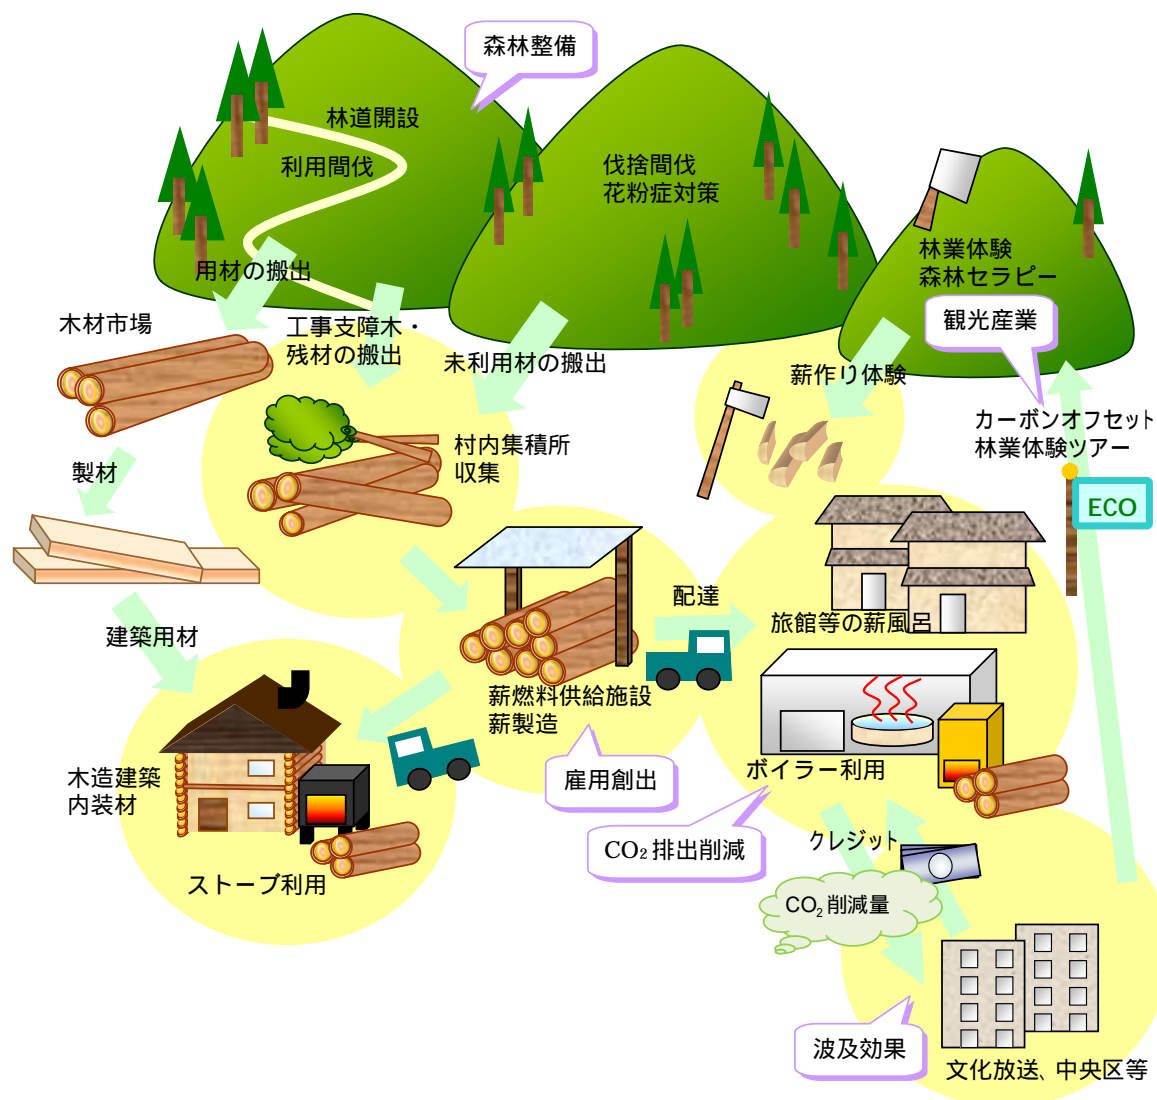 森林整備
林道開設
利用間伐
伐捨間伐
花粉症対策
林業体験
森林セラピー
用材の搬出
木材市場
工事支障木・
残材の搬出
未利用材の搬出
観光産業
薪作り体験
カーボンオフセット
林業体験ツアー
村内集積所
収集
製材
ECO
配達
旅館等の薪風呂
建築用材
薪燃料供給施設
薪製造
木造建築
内装材
雇用創出
ボイラー利用
CO₂排出削減
クレジット
ストーブ利用
CO₂削減量
波及効果
文化放送、中央区等